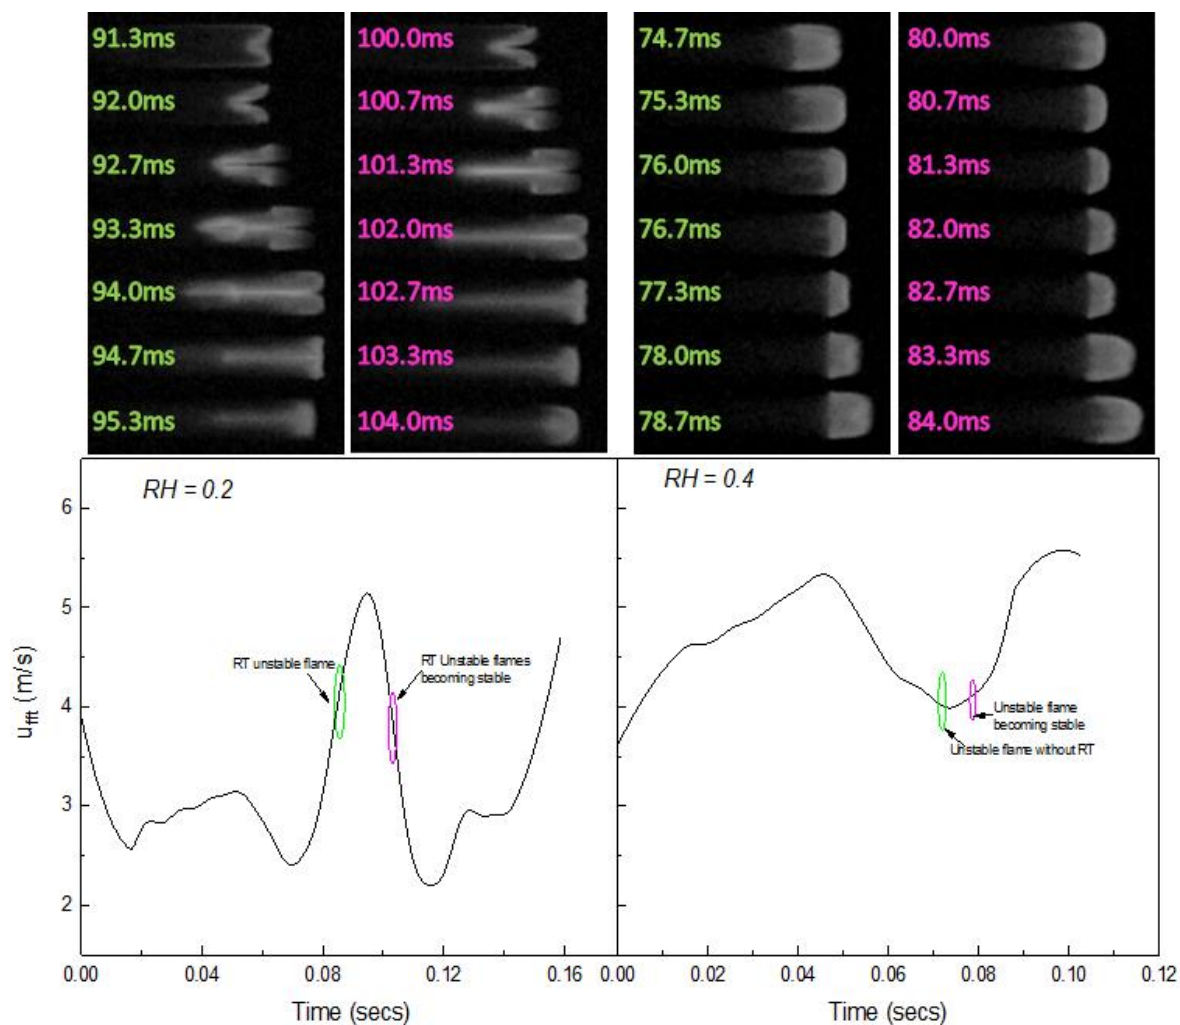 91.3ms 100.0ms 74.7ms 80.0ms
92.0ms 100.7ms 75.3ms 80.7ms
92.7ms 101.3ms 76.0ms 81.3ms
93.3ms 102.0ms 76.7ms 82.0ms
94.0ms 102.7ms 77.3ms 82.7ms
94.7ms 103.3ms 78.0ms 83.3ms
95.3ms 104.0ms 78.7ms 84.0ms
RH = 0.2
RH = 0.4
6
5
4
3
2
u_fft (m/s)
RT unstable flame
RT Unstable flames
becoming stable
Unstable flame
becoming stable
Unstable flame without RT
0.00 0.04 0.08 0.12 0.16
0.00 0.02 0.04 0.06 0.08 0.10 0.12
Time (secs)
Time (secs)